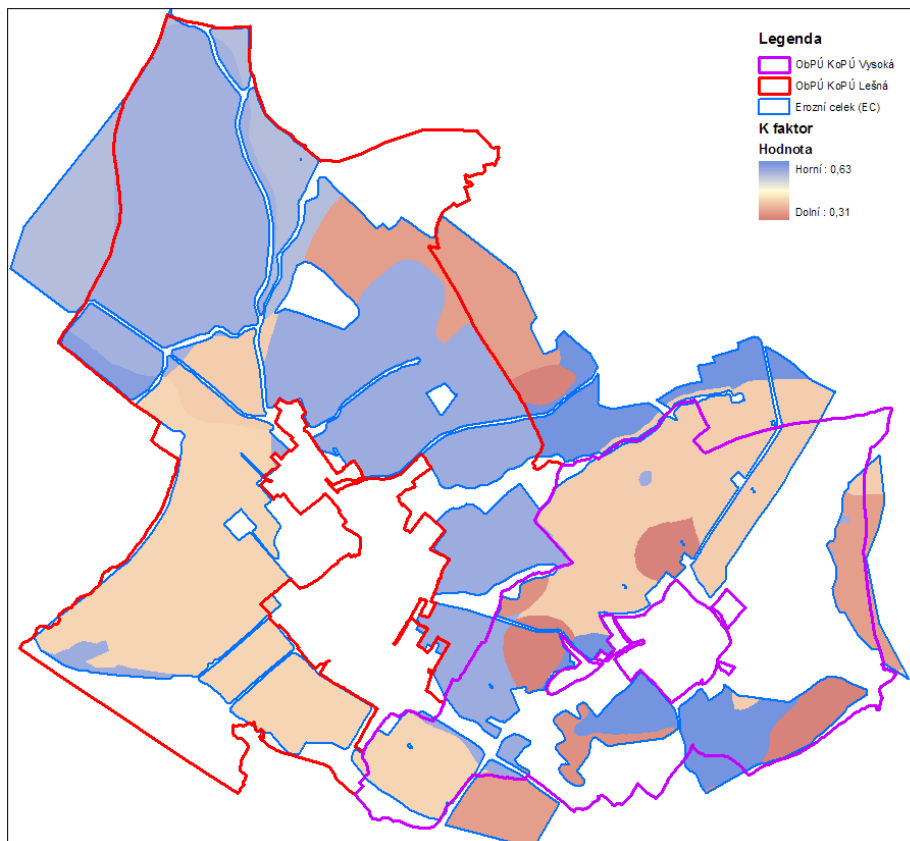 Legenda
ObPÚ KoPÚ Vysoká
ObPÚ KoPÚ Lešná
Erozní celek (EC)
K faktor
Hodnota
Horní : 0,63
Dolní : 0,31